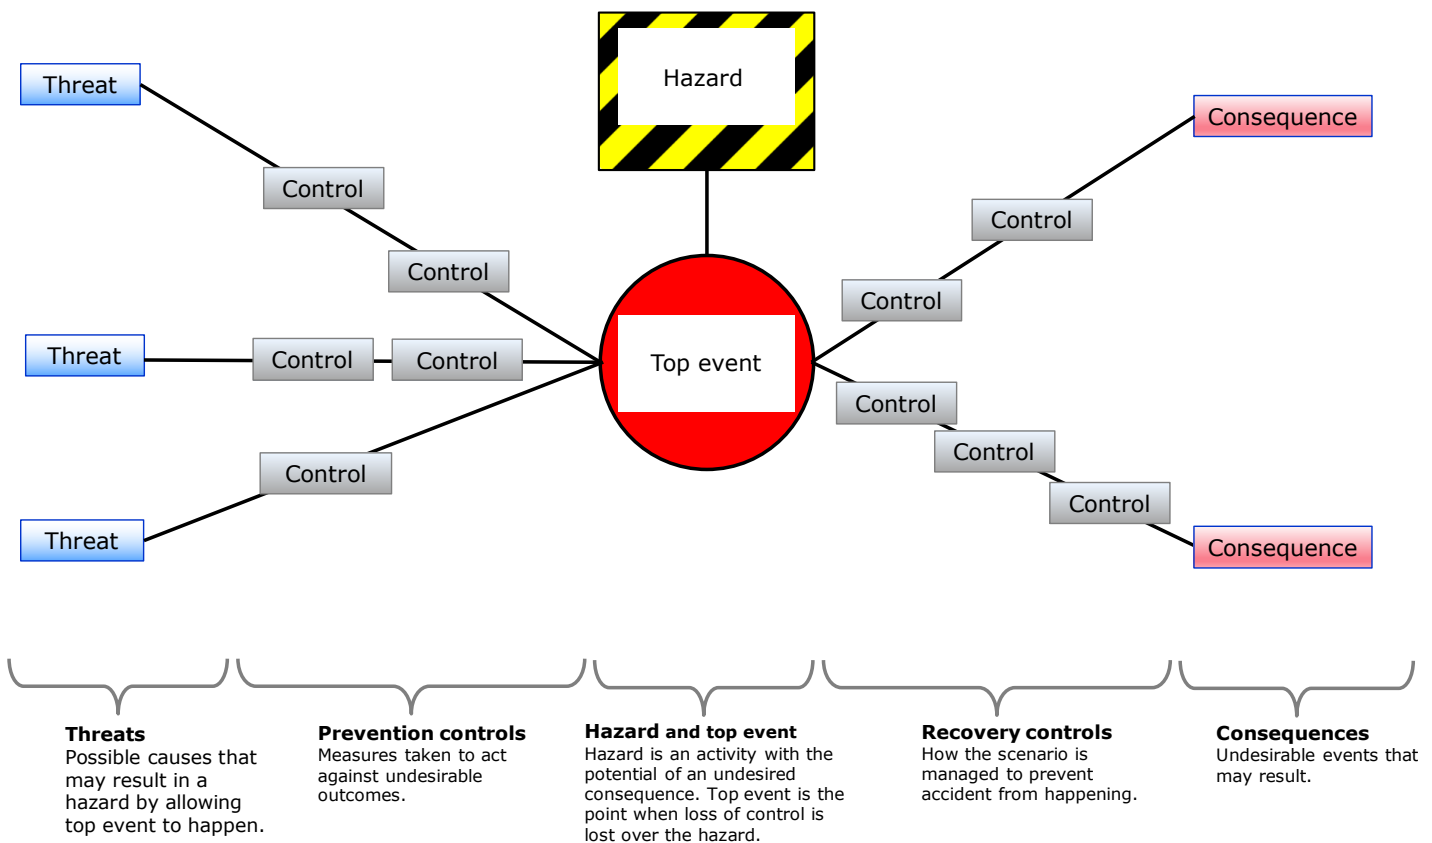 Hazard
Threat
Consequence
Control
Control
Control
Control
Threat
Control
Control
Top event
Control
Control
Control
Control
Threat
Consequence
Threats
Possible causes that
may result in a
hazard by allowing
top event to happen.
Prevention controls
Measures taken to act
against undesirable
outcomes.
Hazard and top event
Hazard is an activity with the
potential of an undesired
consequence. Top event is the
point when loss of control is
lost over the hazard.
Recovery controls
How the scenario is
managed to prevent
accident from happening.
Consequences
Undesirable events that
may result.